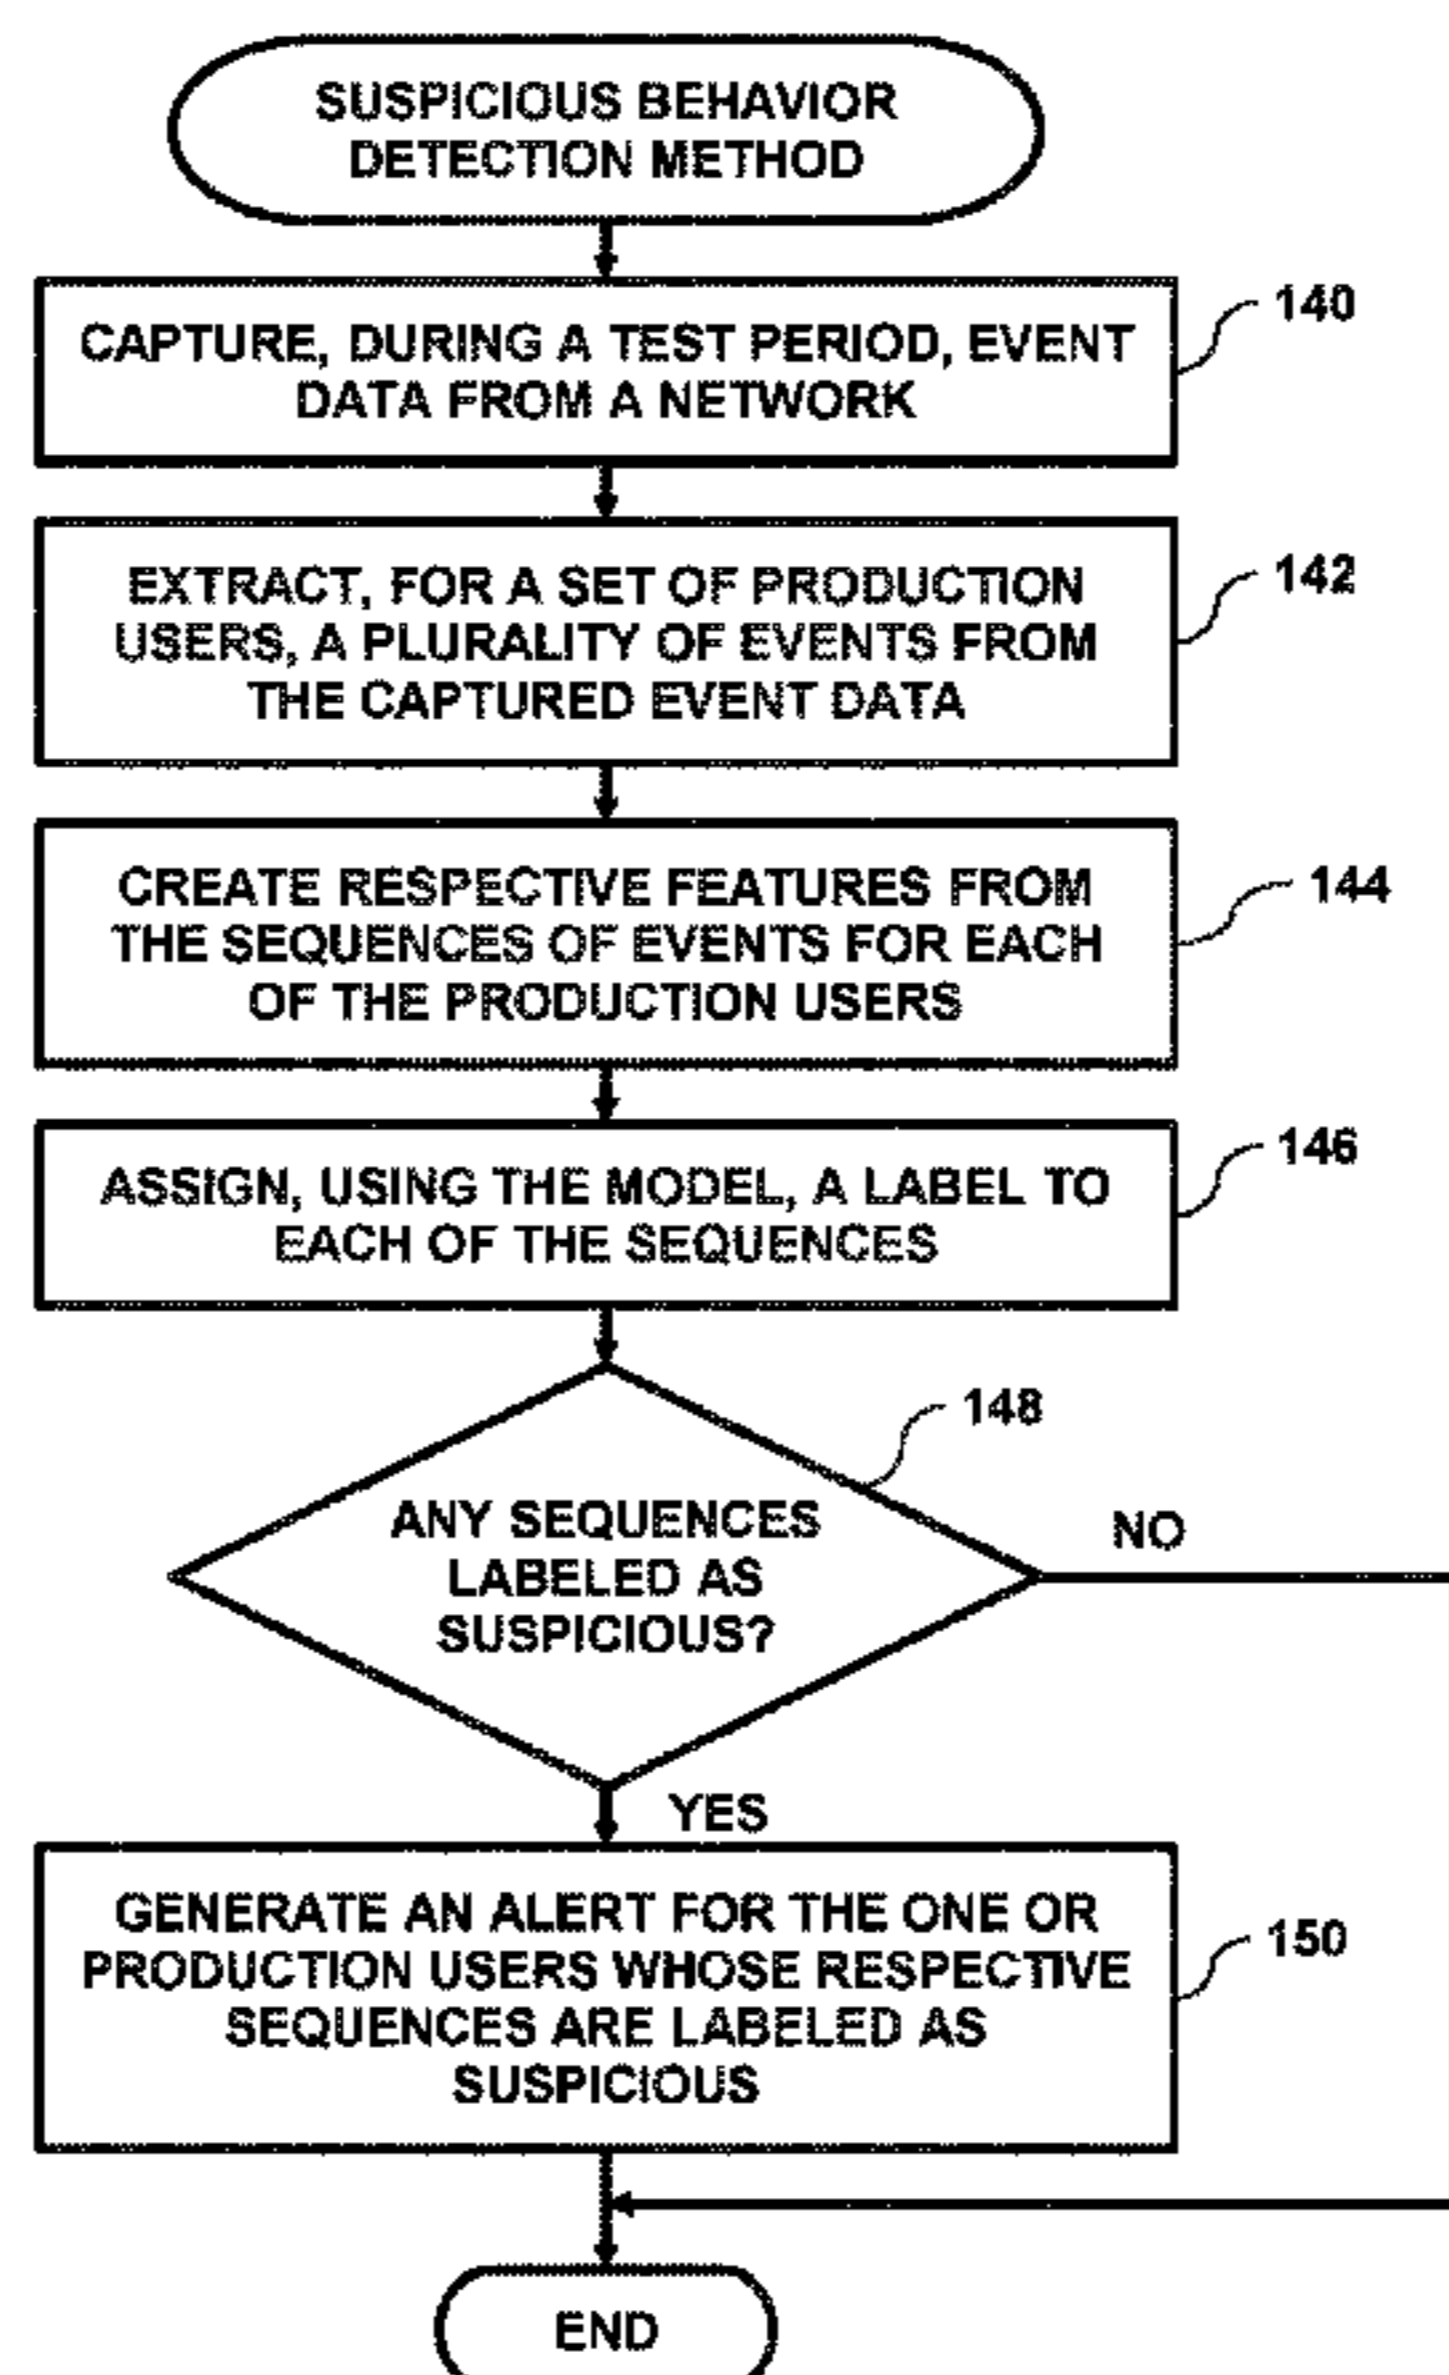 SUSPICIOUS BEHAVIOR
DETECTION METHOD
CAPTURE, DURING A TEST PERIOD, EVENT
DATA FROM A NETWORK
140
EXTRACT, FOR A SET OF PRODUCTION
USERS, A PLURALITY OF EVENTS FROM
THE CAPTURED EVENT DATA
142
CREATE RESPECTIVE FEATURES FROM
THE SEQUENCES OF EVENTS FOR EACH
OF THE PRODUCTION USERS
144
ASSIGN, USING THE MODEL, A LABEL TO
EACH OF THE SEQUENCES
146
148
ANY SEQUENCES
LABELED AS
SUSPICIOUS?
NO
YES
GENERATE AN ALERT FOR THE ONE OR
PRODUCTION USERS WHOSE RESPECTIVE
SEQUENCES ARE LABELED AS
SUSPICIOUS
150
END